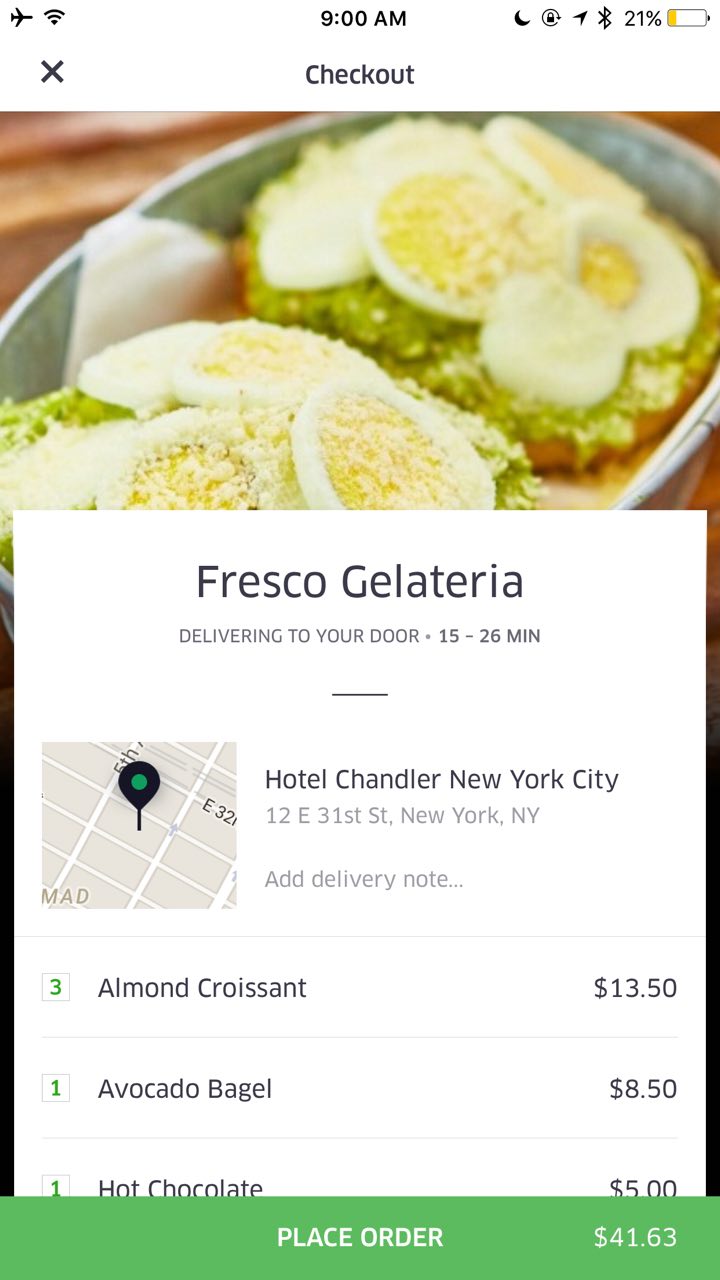 9:00 AM
21%
Checkout
Fresco Gelateria
DELIVERING TO YOUR DOOR • 15 – 26 MIN
5th
E 32
MAD
Hotel Chandler New York City
12 E 31st St, New York, NY
Add delivery note...
3 Almond Croissant $13.50
1 Avocado Bagel $8.50
1 Hot Chocolate $5.00
PLACE ORDER $41.63